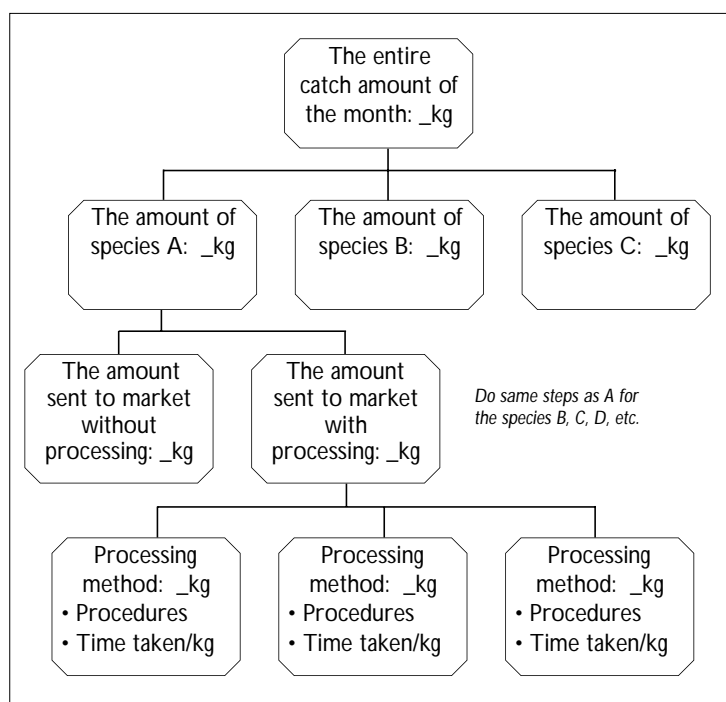 The entire
catch amount of
the month: _kg
The amount of
species A: _kg
The amount of
species B: _kg
The amount of
species C: _kg
The amount
sent to market
without
processing: _kg
The amount
sent to market
with
processing: _kg
Do same steps as A for
the species B, C, D, etc.
Processing
method: _kg
• Procedures
• Time taken/kg
Processing
method: _kg
• Procedures
• Time taken/kg
Processing
method: _kg
• Procedures
• Time taken/kg